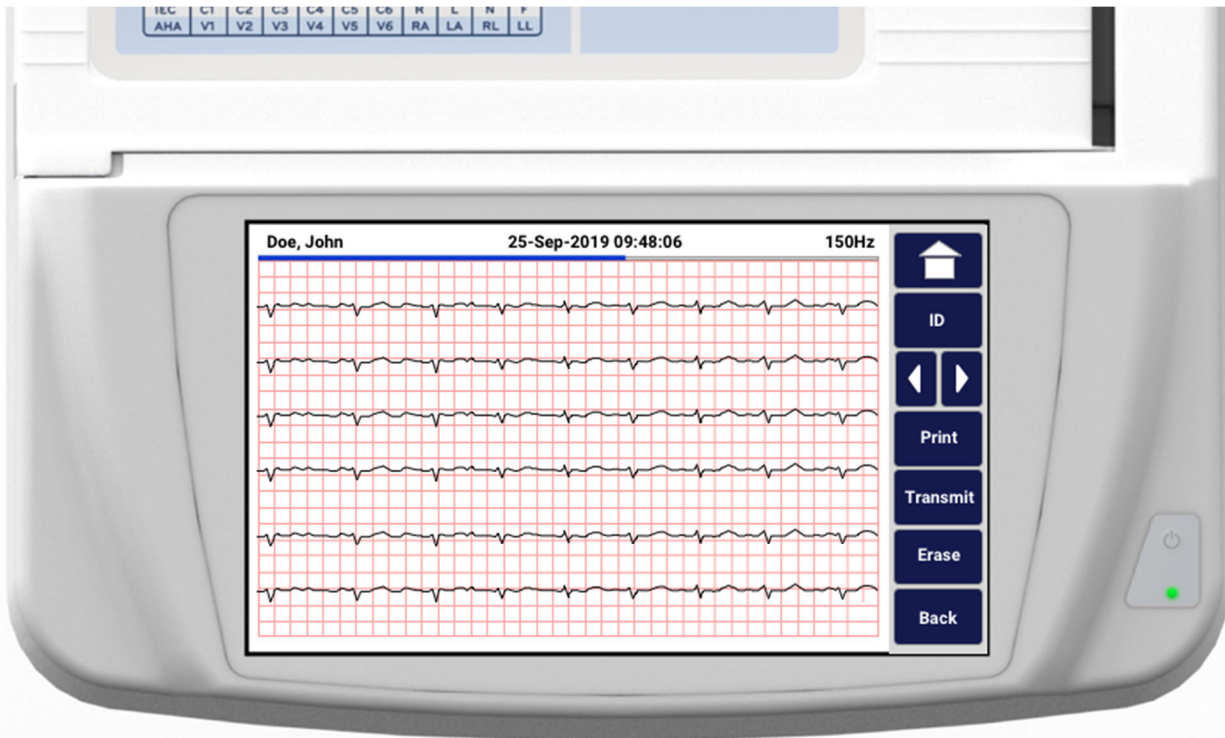 IEC C1 C2 C3 C4 C5 C6 R L N F
AHA V1 V2 V3 V4 V5 V6 RA LA RL LL
Doe, John 25-Sep-2019 09:48:06 150Hz
ID
Print
Transmit
Erase
Back